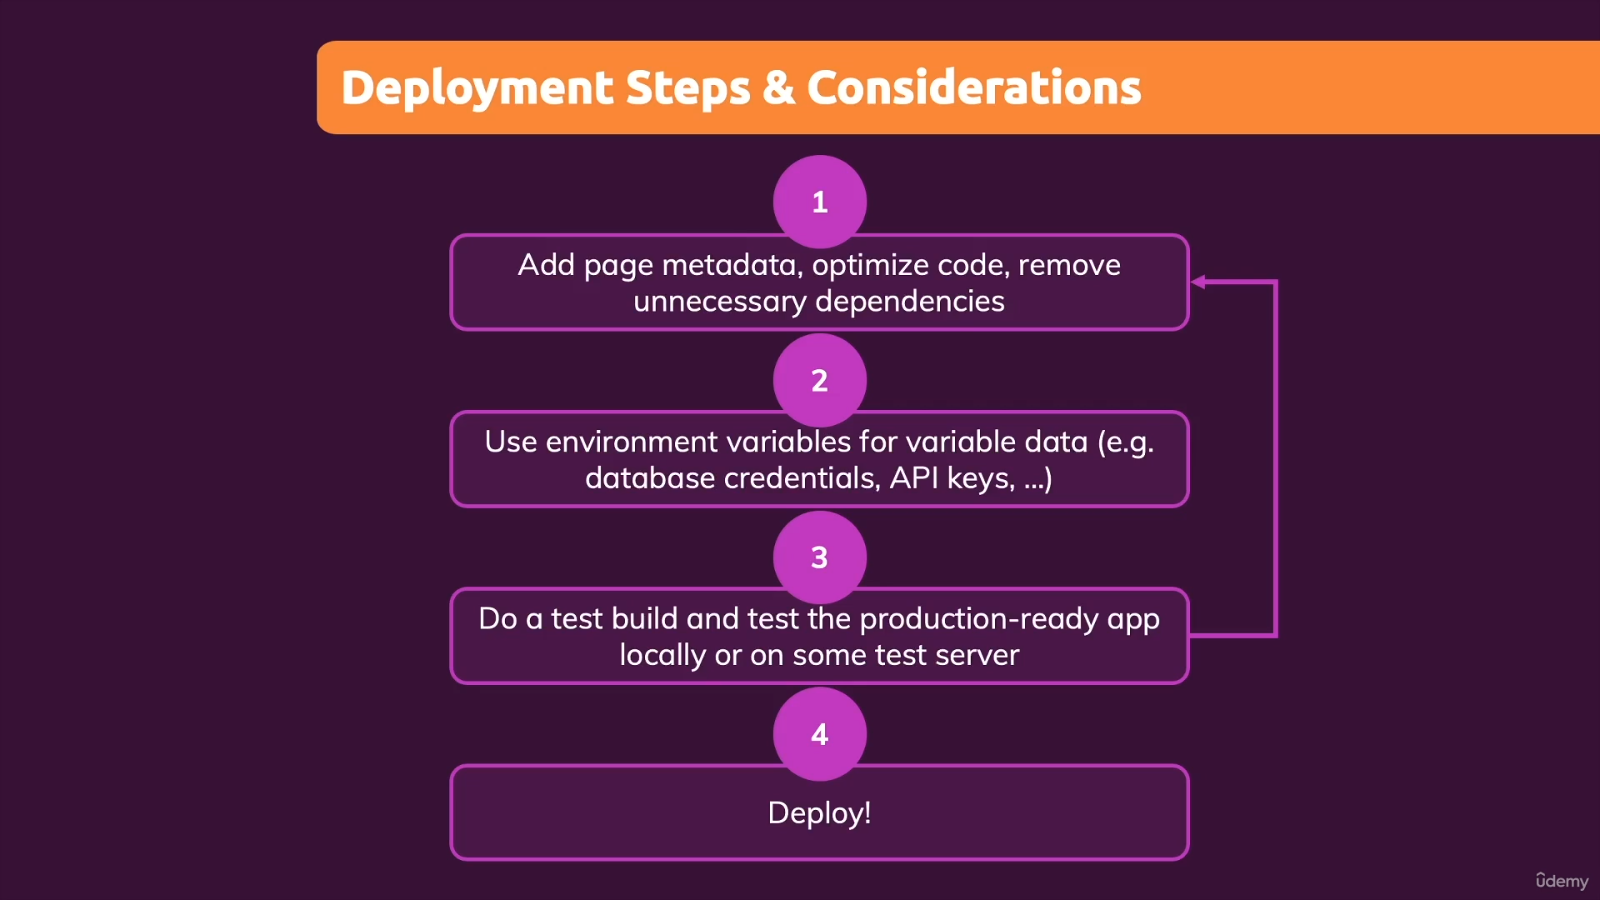 Deployment Steps & Considerations
1
Add page metadata, optimize code, remove
unnecessary dependencies
2
Use environment variables for variable data (e.g.
database credentials, API keys, ...)
3
Do a test build and test the production-ready app
locally or on some test server
4
Deploy!
ûdemy